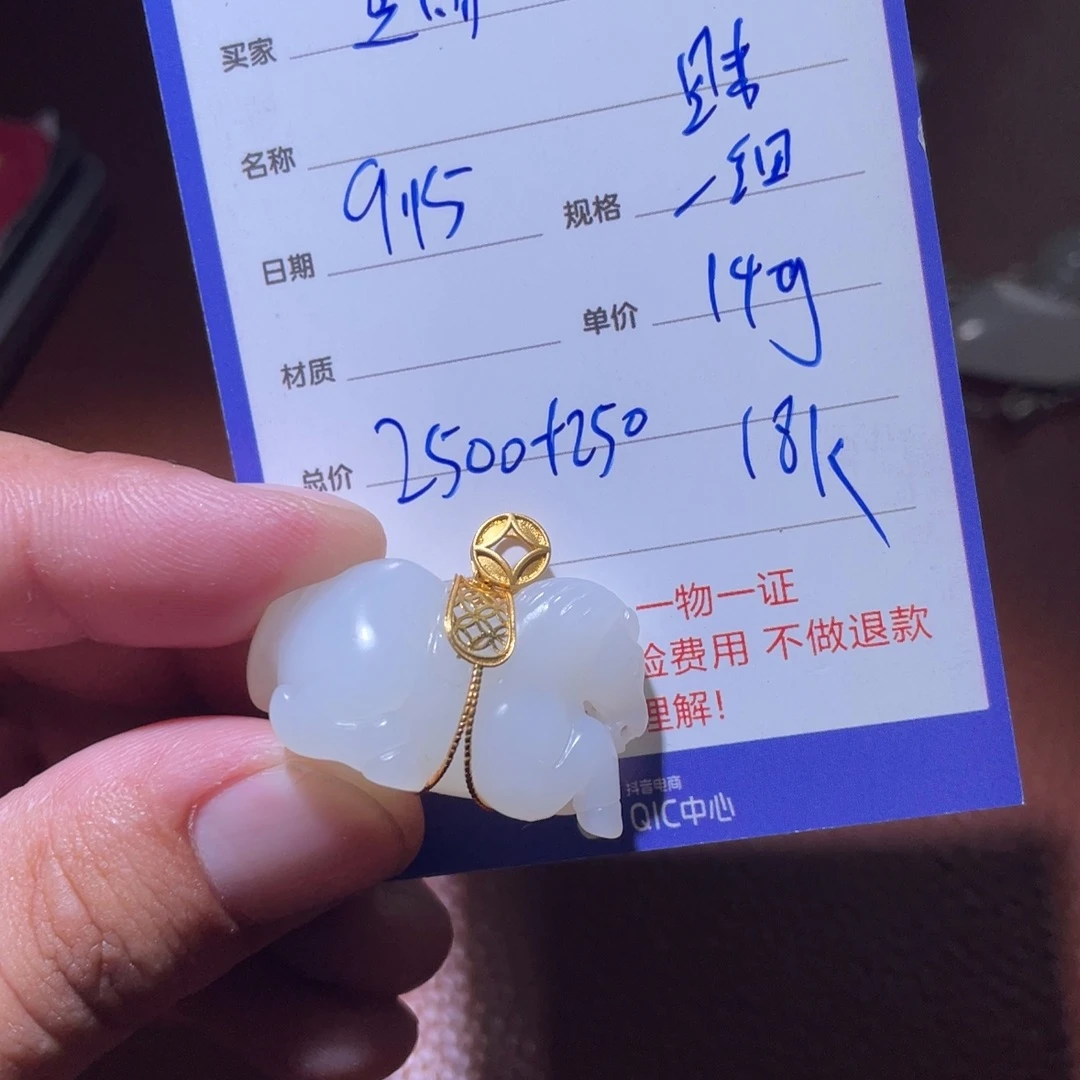 买家
名称
日期 9/15 规格 一组
材质 单价 14g
总价 2500+250 18k
一物一证
检费用 不做退款
理解!
抖音电商
QIC中心